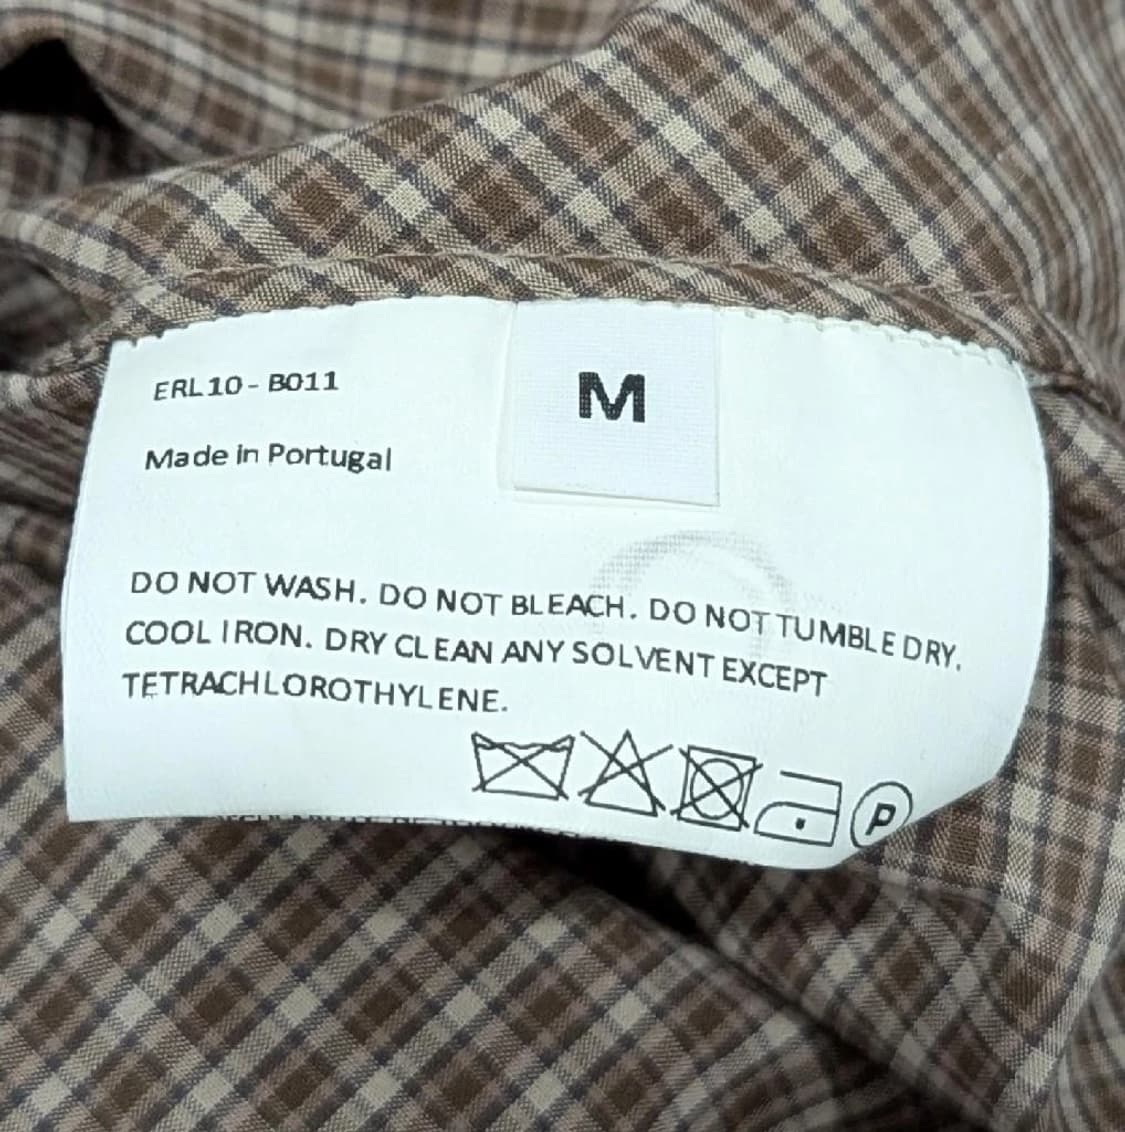 ERL10 - B011
M
Made in Portugal
DO NOT WASH. DO NOT BLEACH. DO NOT TUMBLE DRY.
COOL IRON. DRY CLEAN ANY SOLVENT EXCEPT
TETRACHLOROTHYLENE.
P